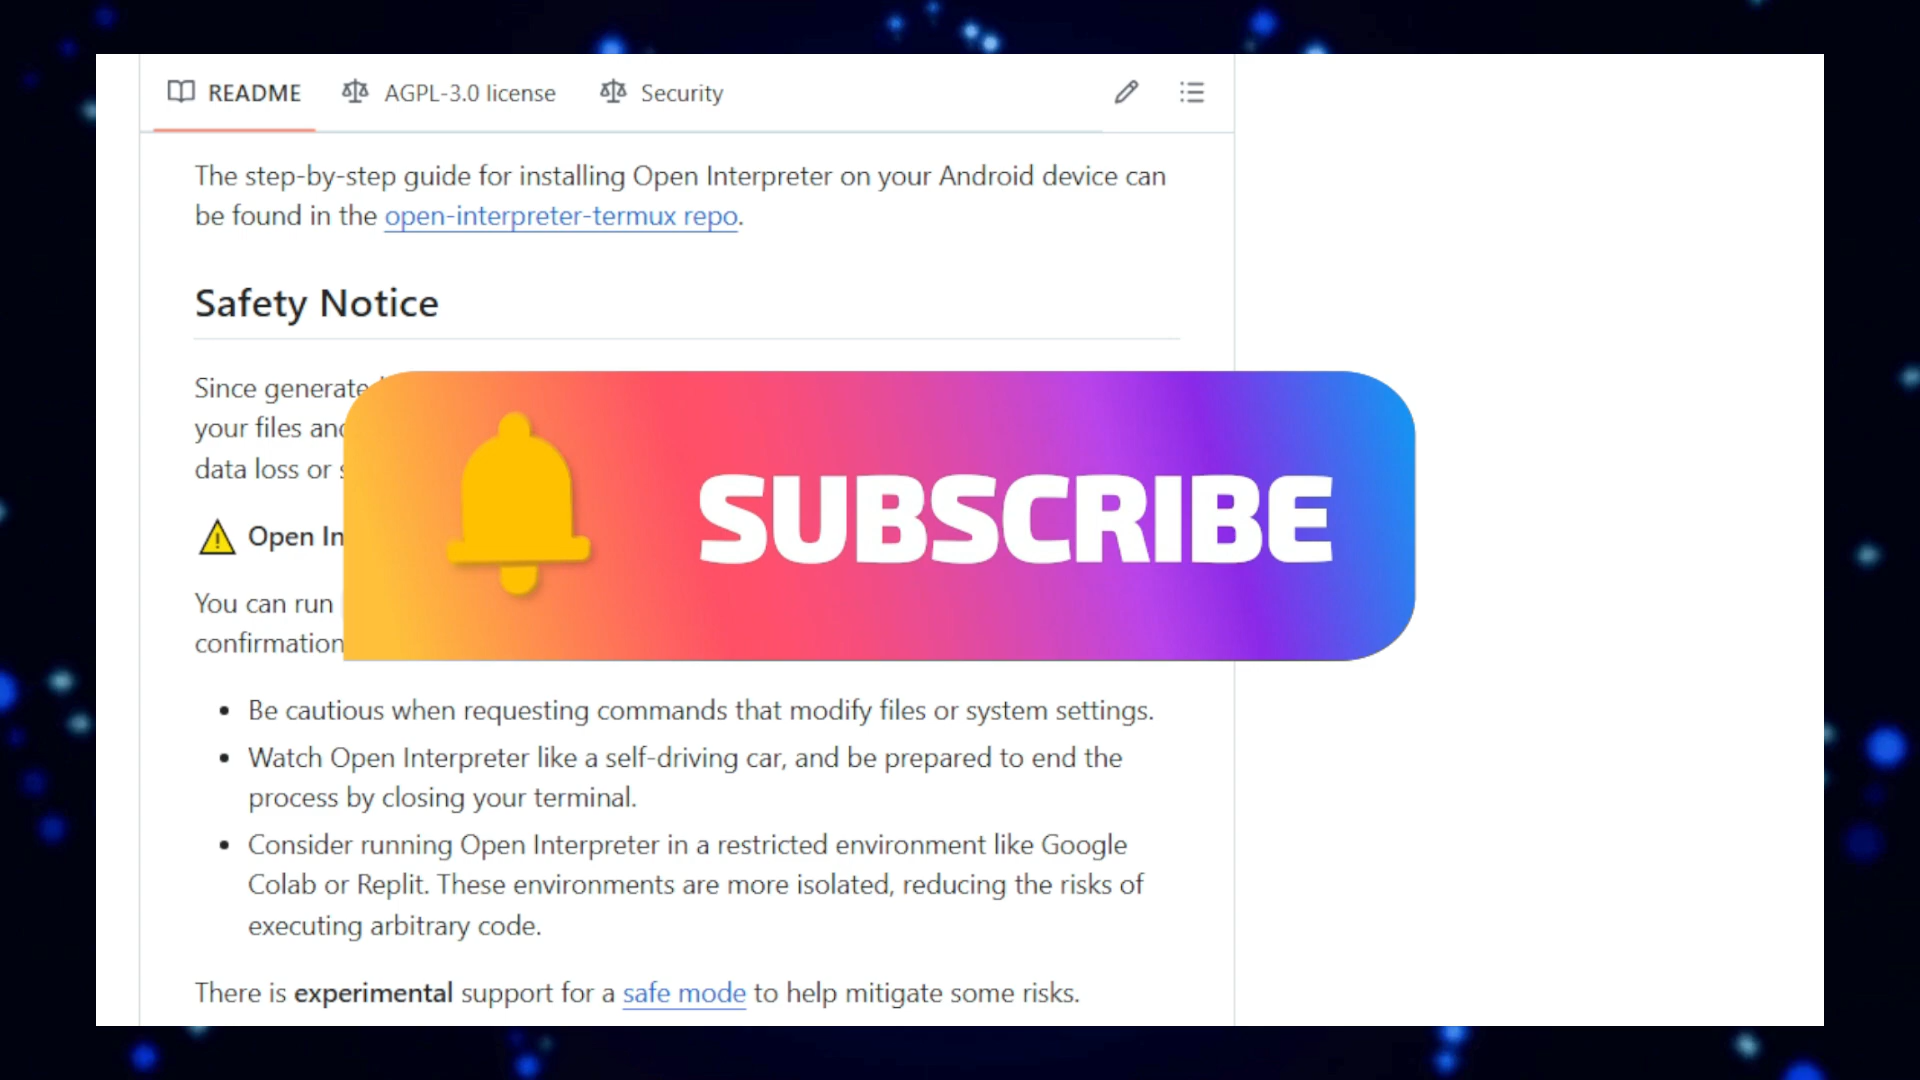 README AGPL-3.0 license Security
The step-by-step guide for installing Open Interpreter on your Android device can
be found in the open-interpreter-termux repo.
Safety Notice
Since generate
your files and
data loss or
SUBSCRIBE
Open In
You can run
confirmation
• Be cautious when requesting commands that modify files or system settings.
• Watch Open Interpreter like a self-driving car, and be prepared to end the
process by closing your terminal.
• Consider running Open Interpreter in a restricted environment like Google
Colab or Replit. These environments are more isolated, reducing the risks of
executing arbitrary code.
There is experimental support for a safe mode to help mitigate some risks.